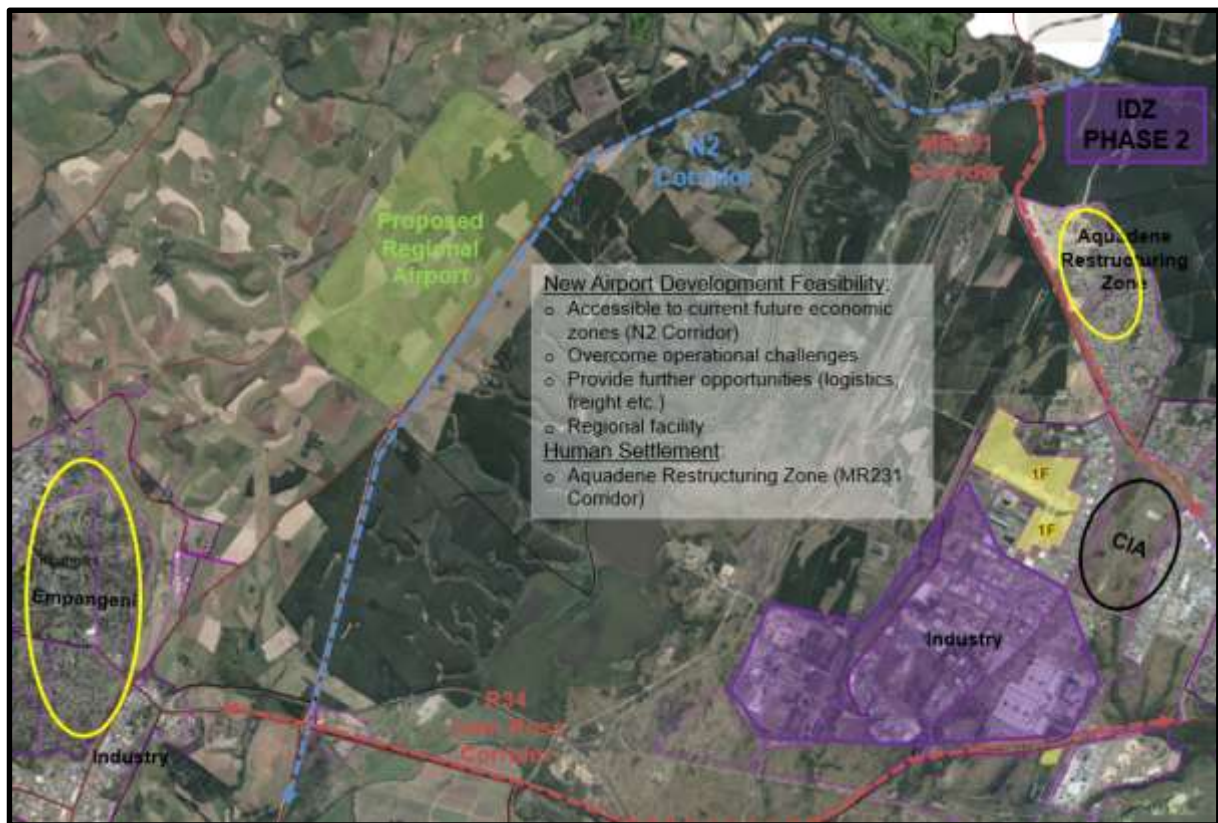 IDZ
PHASE 2
N2
Corridor
MR231
Corridor
Proposed
Regional
Airport
Aquadene
Restructuring
Zone
New Airport Development Feasibility:
o Accessible to current future economic
zones (N2 Corridor)
o Overcome operational challenges
o Provide further opportunities (logistics,
freight etc.)
o Regional facility
Human Settlement:
o Aquadene Restructuring Zone (MR231
Corridor)
1F
1F
CIA
Empangeni
Industry
R34
Corridor
Industry